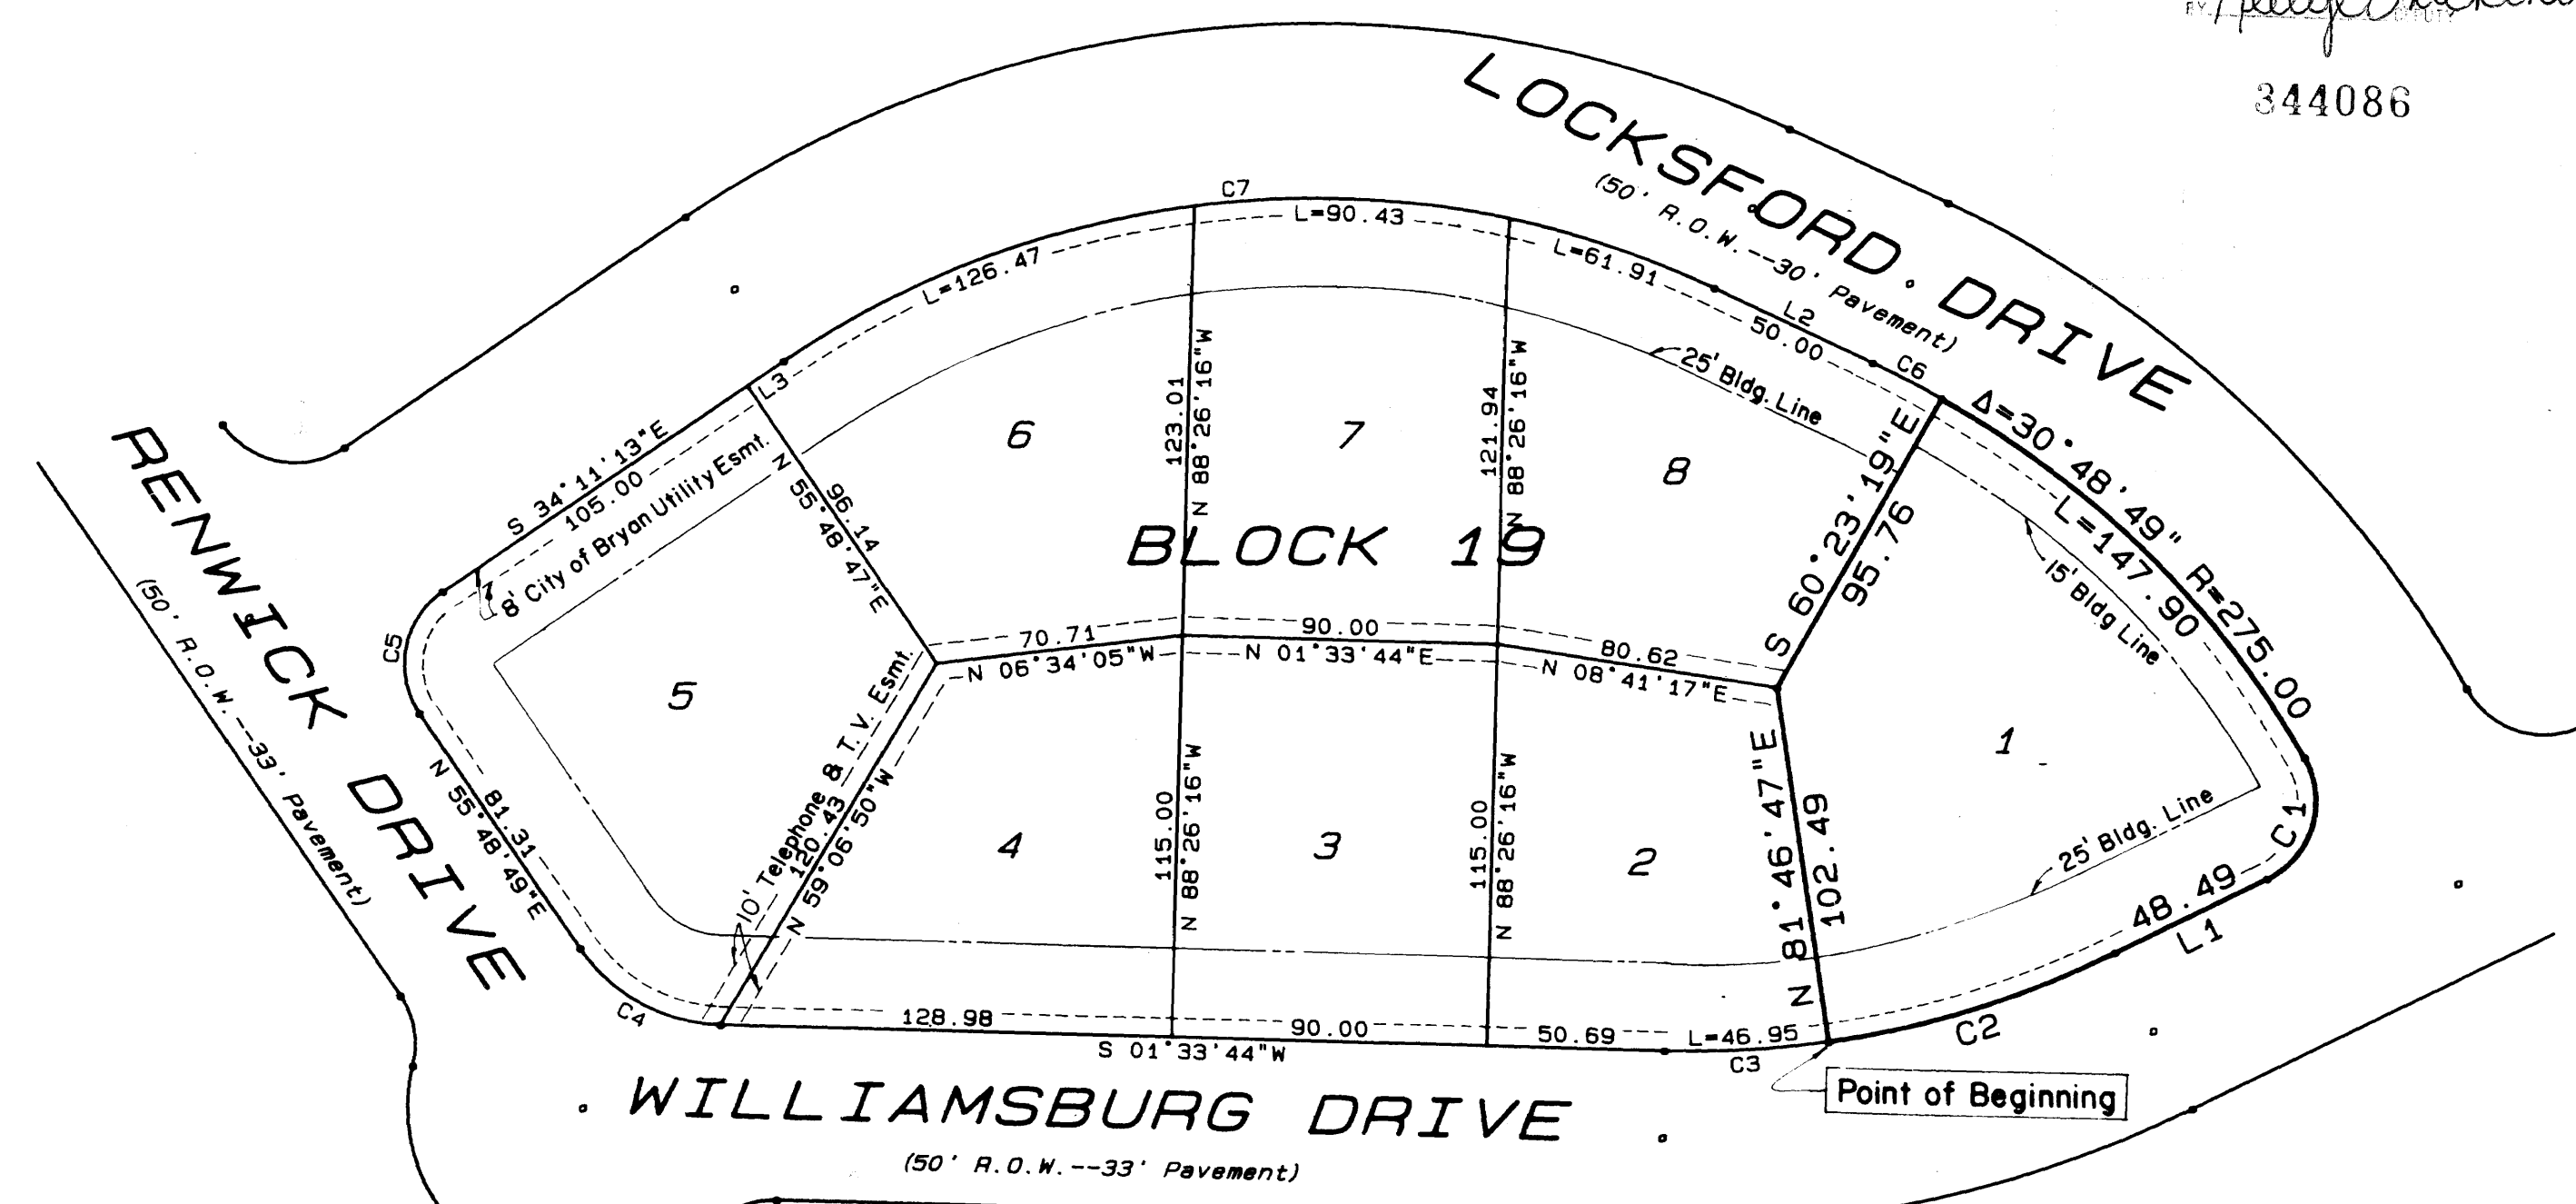 BY
344086
LOCKSFORD DRIVE
(50' R.O.W.--30' Pavement)
C7
L=90.43
L=126.47
L=61.91
L2
50.00
C6
L3
25' Bldg. Line
Δ=30°48'49" R=275.00
L=147.90
S 34°11'13"E
105.00
8' City of Bryan Utility Esmt.
96.14
N 55°48'47"E
123.01
N 88°26'16"W
121.94
N 88°26'16"W
6
7
8
S 60°23'19"E
95.76
15' Bldg Line
BLOCK 19
RENWICK DRIVE
(50' R.O.W.--33' Pavement)
C5
5
70.71
N 06°34'05"W
90.00
N 01°33'44"E
80.62
N 08°41'17"E
1
81.31
N 55°48'49"E
10' Telephone & T.V. Esmt.
120.43
N 59°06'50"W
4
3
2
115.00
N 88°26'16"W
115.00
N 88°26'16"W
N 81°46'47"E
102.49
25' Bldg. Line
C1
48.49
L1
C4
128.98
90.00
50.69
L=46.95
S 01°33'44"W
C3
C2
Point of Beginning
WILLIAMSBURG DRIVE
(50' R.O.W.--33' Pavement)